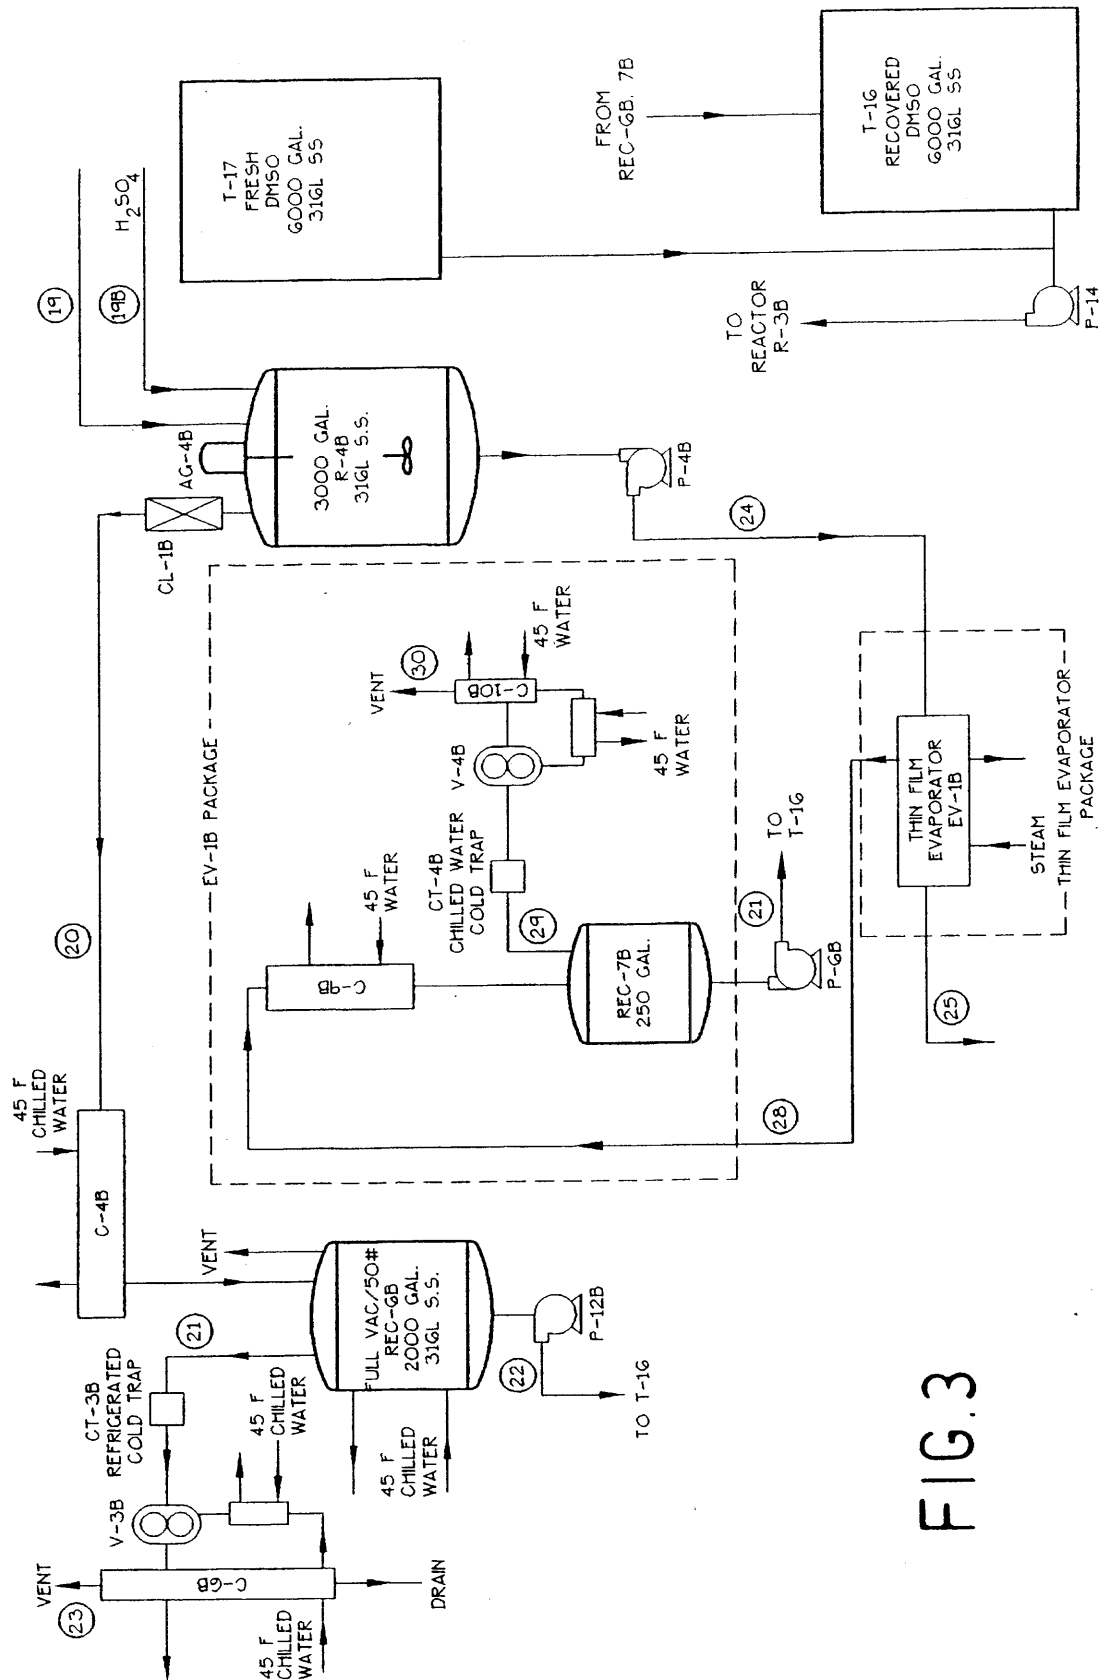 19
19B
H2SO4
T-17
FRESH
DMSO
6000 GAL.
316L SS
FROM
REC-6B. 7B
T-16
RECOVERED
DMSO
6000 GAL.
316L SS
TO
REACTOR
R-3B
P-14
AG-4B
CL-1B
3000 GAL.
R-4B
316L S.S.
P-4B
24
20
EV-1B PACKAGE
VENT
30
C-10B
45 F
WATER
V-4B
45 F
WATER
CT-4B
CHILLED WATER
COLD TRAP
29
45 F
WATER
C-9B
REC-7B
250 GAL.
21
TO
T-16
P-6B
28
THIN FILM
EVAPORATOR
EV-1B
STEAM
THIN FILM EVAPORATOR
PACKAGE
25
45 F
CHILLED
WATER
C-4B
VENT
21
FULL VAC/50#
REC-6B
2000 GAL.
316L S.S.
P-12B
22
TO T-16
45 F
CHILLED
WATER
CT-3B
REFRIGERATED
COLD TRAP
45 F
CHILLED
WATER
V-3B
VENT
23
C-6B
DRAIN
45 F
CHILLED
WATER
FIG.3